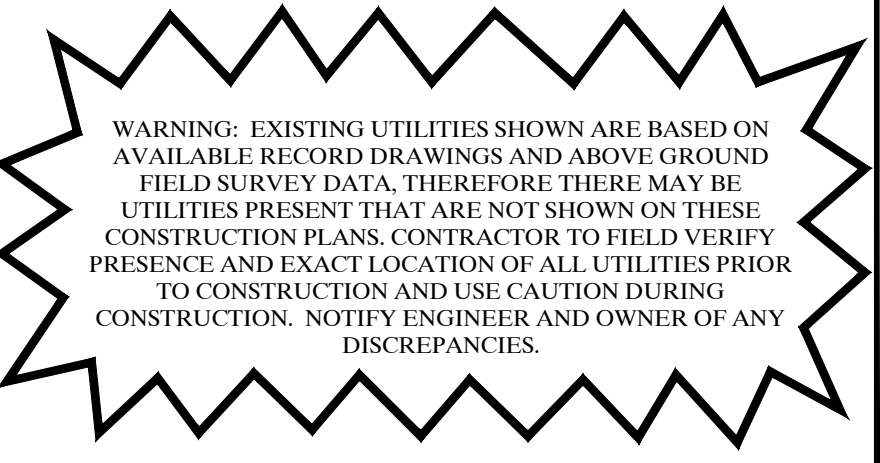 WARNING:  EXISTING UTILITIES SHOWN ARE BASED ON
AVAILABLE RECORD DRAWINGS AND ABOVE GROUND
FIELD SURVEY DATA, THEREFORE THERE MAY BE
UTILITIES PRESENT THAT ARE NOT SHOWN ON THESE
CONSTRUCTION PLANS. CONTRACTOR TO FIELD VERIFY
PRESENCE AND EXACT LOCATION OF ALL UTILITIES PRIOR
TO CONSTRUCTION AND USE CAUTION DURING
CONSTRUCTION.  NOTIFY ENGINEER AND OWNER OF ANY
DISCREPANCIES.